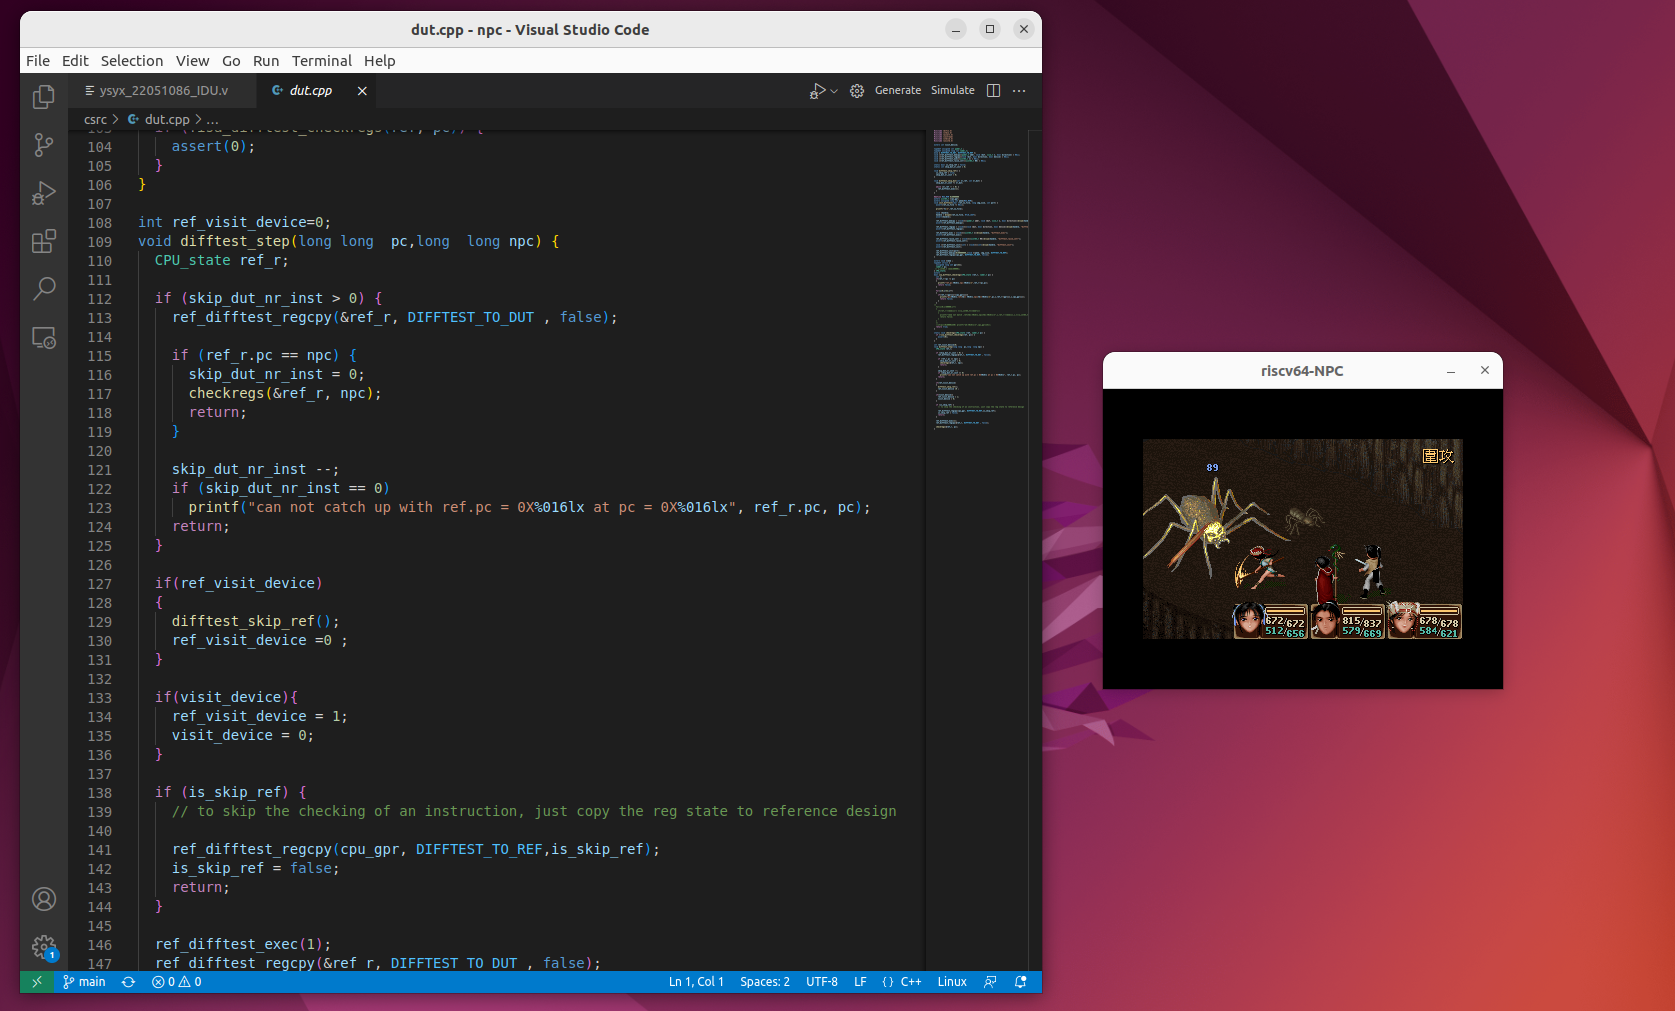 dut.cpp - npc - Visual Studio Code
File Edit Selection View Go Run Terminal Help
ysyx_22051086_IDU.v
dut.cpp
Generate Simulate
csrc > dut.cpp > ...
104 assert(0);
105 }
106 }
107
108 int ref_visit_device=0;
109 void difftest_step(long long  pc,long  long npc) {
110 CPU_state ref_r;
111
112 if (skip_dut_nr_inst > 0) {
113 ref_difftest_regcpy(&ref_r, DIFFTEST_TO_DUT , false);
114
115 if (ref_r.pc == npc) {
116 skip_dut_nr_inst = 0;
117 checkregs(&ref_r, npc);
118 return;
119 }
120
121 skip_dut_nr_inst --;
122 if (skip_dut_nr_inst == 0)
123 printf("can not catch up with ref.pc = 0X%016lx at pc = 0X%016lx", ref_r.pc, pc);
124 return;
125 }
126
127 if(ref_visit_device)
128 {
129 difftest_skip_ref();
130 ref_visit_device =0 ;
131 }
132
133 if(visit_device){
134 ref_visit_device = 1;
135 visit_device = 0;
136 }
137
138 if (is_skip_ref) {
139 // to skip the checking of an instruction, just copy the reg state to reference design
140
141 ref_difftest_regcpy(cpu_gpr, DIFFTEST_TO_REF,is_skip_ref);
142 is_skip_ref = false;
143 return;
144 }
145
146 ref_difftest_exec(1);
147 ref_difftest_regcpy(&ref_r, DIFFTEST_TO_DUT , false);
1
main 0 0 Ln 1, Col 1 Spaces: 2 UTF-8 LF {} C++ Linux
riscv64-NPC
圍攻
89
672/672 815/837 678/678
512/656 579/669 584/621